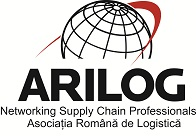 ARILOG
Networking Supply Chain Professionals
Asociația Română de Logistică